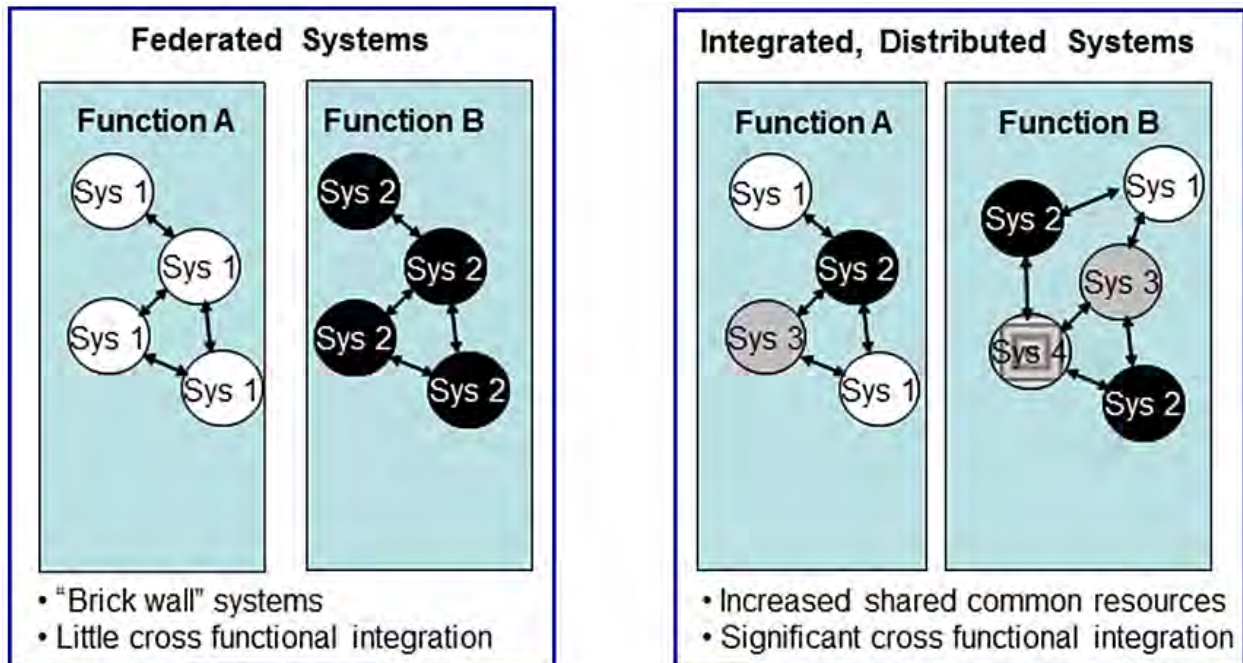 Federated Systems
Function A
Sys 1
Sys 1
Sys 1
Sys 1
Function B
Sys 2
Sys 2
Sys 2
Sys 2
• “Brick wall” systems
• Little cross functional integration
Integrated, Distributed Systems
Function A
Sys 1
Sys 2
Sys 3
Sys 1
Function B
Sys 1
Sys 2
Sys 3
Sys 4
Sys 2
• Increased shared common resources
• Significant cross functional integration